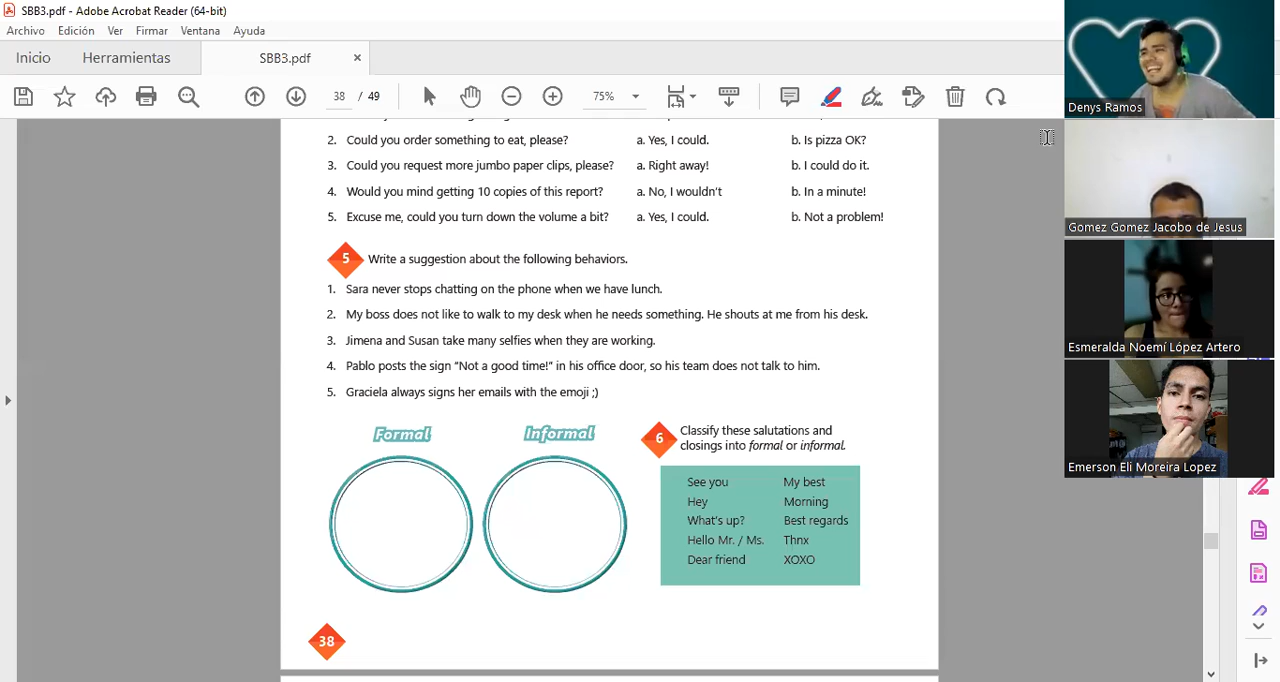 SBB3.pdf - Adobe Acrobat Reader (64-bit)
Archivo Edición Ver Firmar Ventana Ayuda
Inicio Herramientas SBB3.pdf ×
38 / 49 75%
2. Could you order something to eat, please? a. Yes, I could. b. Is pizza OK?
3. Could you request more jumbo paper clips, please? a. Right away! b. I could do it.
4. Would you mind getting 10 copies of this report? a. No, I wouldn't b. In a minute!
5. Excuse me, could you turn down the volume a bit? a. Yes, I could. b. Not a problem!
5 Write a suggestion about the following behaviors.
1. Sara never stops chatting on the phone when we have lunch.
2. My boss does not like to walk to my desk when he needs something. He shouts at me from his desk.
3. Jimena and Susan take many selfies when they are working.
4. Pablo posts the sign "Not a good time!" in his office door, so his team does not talk to him.
5. Graciela always signs her emails with the emoji ;)
Formal Informal
6 Classify these salutations and
closings into formal or informal.
See you My best
Hey Morning
What's up? Best regards
Hello Mr. / Ms. Thnx
Dear friend XOXO
38
Denys Ramos
Gomez Gomez Jacobo de Jesus
Esmeralda Noemí López Artero
Emerson Eli Moreira Lopez